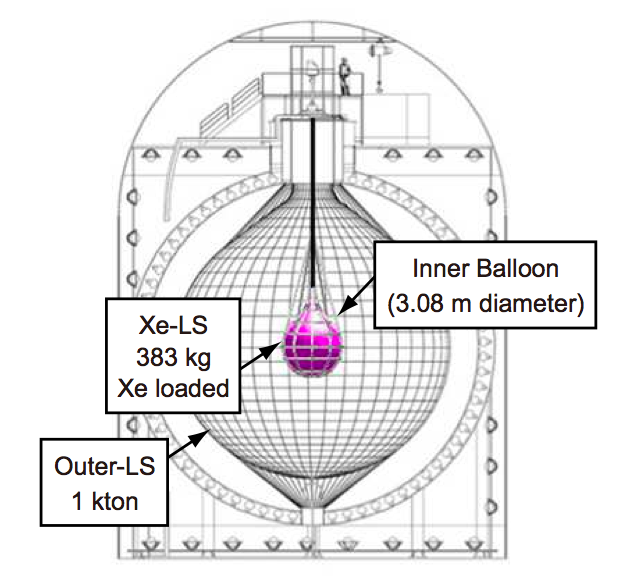 Inner Balloon
(3.08 m diameter)
Xe-LS
383 kg
Xe loaded
Outer-LS
1 kton